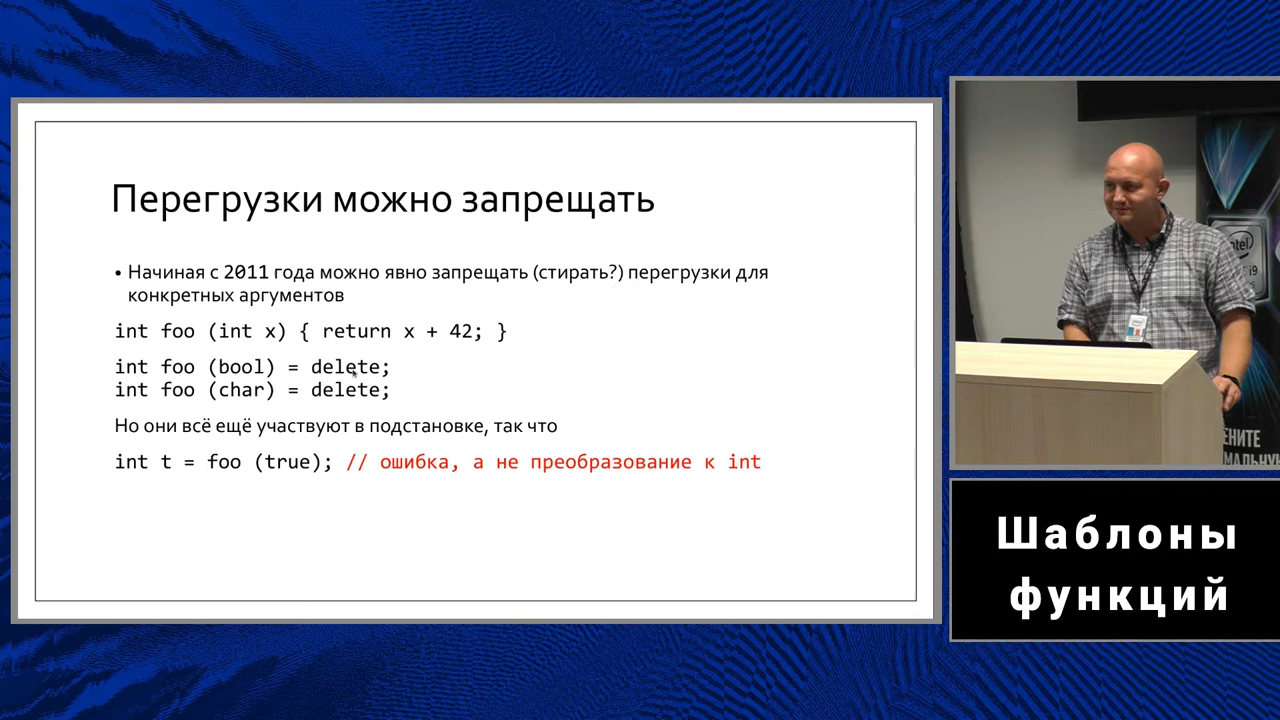 Перегрузки можно запрещать
• Начиная с 2011 года можно явно запрещать (стирать?) перегрузки для
конкретных аргументов
int foo (int x) { return x + 42; }
int foo (bool) = delete;
int foo (char) = delete;
Но они всё ещё участвуют в подстановке, так что
int t = foo (true); // ошибка, а не преобразование к int
intel
i9
Шаблоны
функций